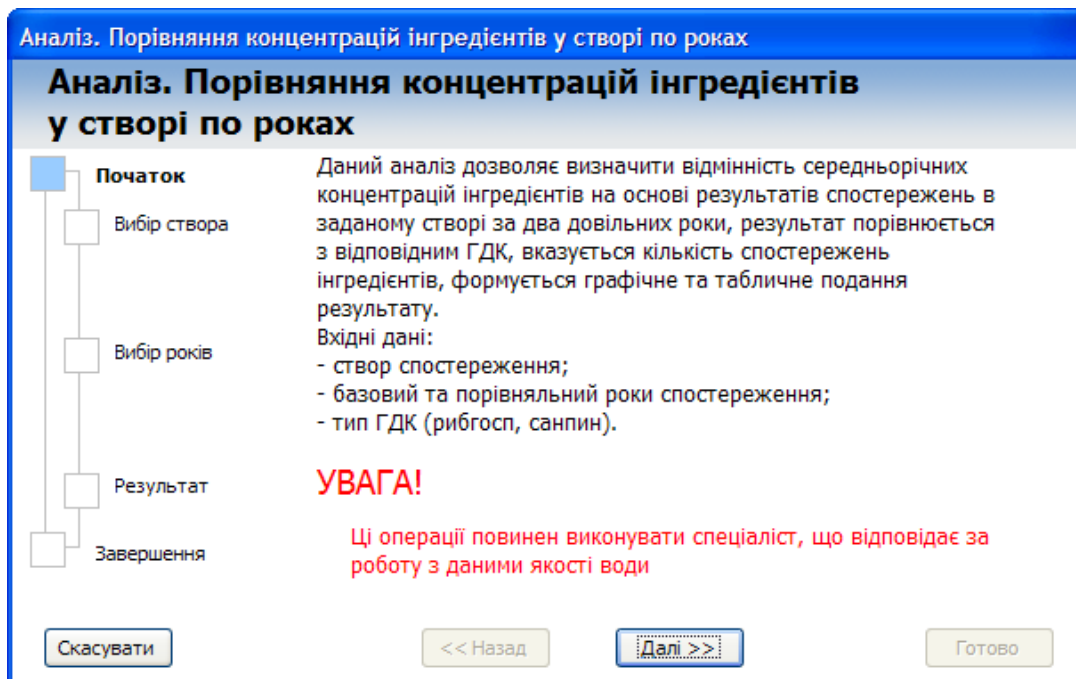 Аналіз. Порівняння концентрацій інгредієнтів у створі по роках
Аналіз. Порівняння концентрацій інгредієнтів
у створі по роках
Початок
Вибір створа
Вибір років
Результат
Завершення
Даний аналіз дозволяє визначити відмінність середньорічних
концентрацій інгредієнтів на основі результатів спостережень в
заданому створі за два довільних роки, результат порівнюється
з відповідним ГДК, вказується кількість спостережень
інгредієнтів, формується графічне та табличне подання
результату.
Вхідні дані:
- створ спостереження;
- базовий та порівняльний роки спостереження;
- тип ГДК (рибгосп, санпин).
УВАГА!
Ці операції повинен виконувати спеціаліст, що відповідає за
роботу з даними якості води
Скасувати
<< Назад
Далі >>
Готово